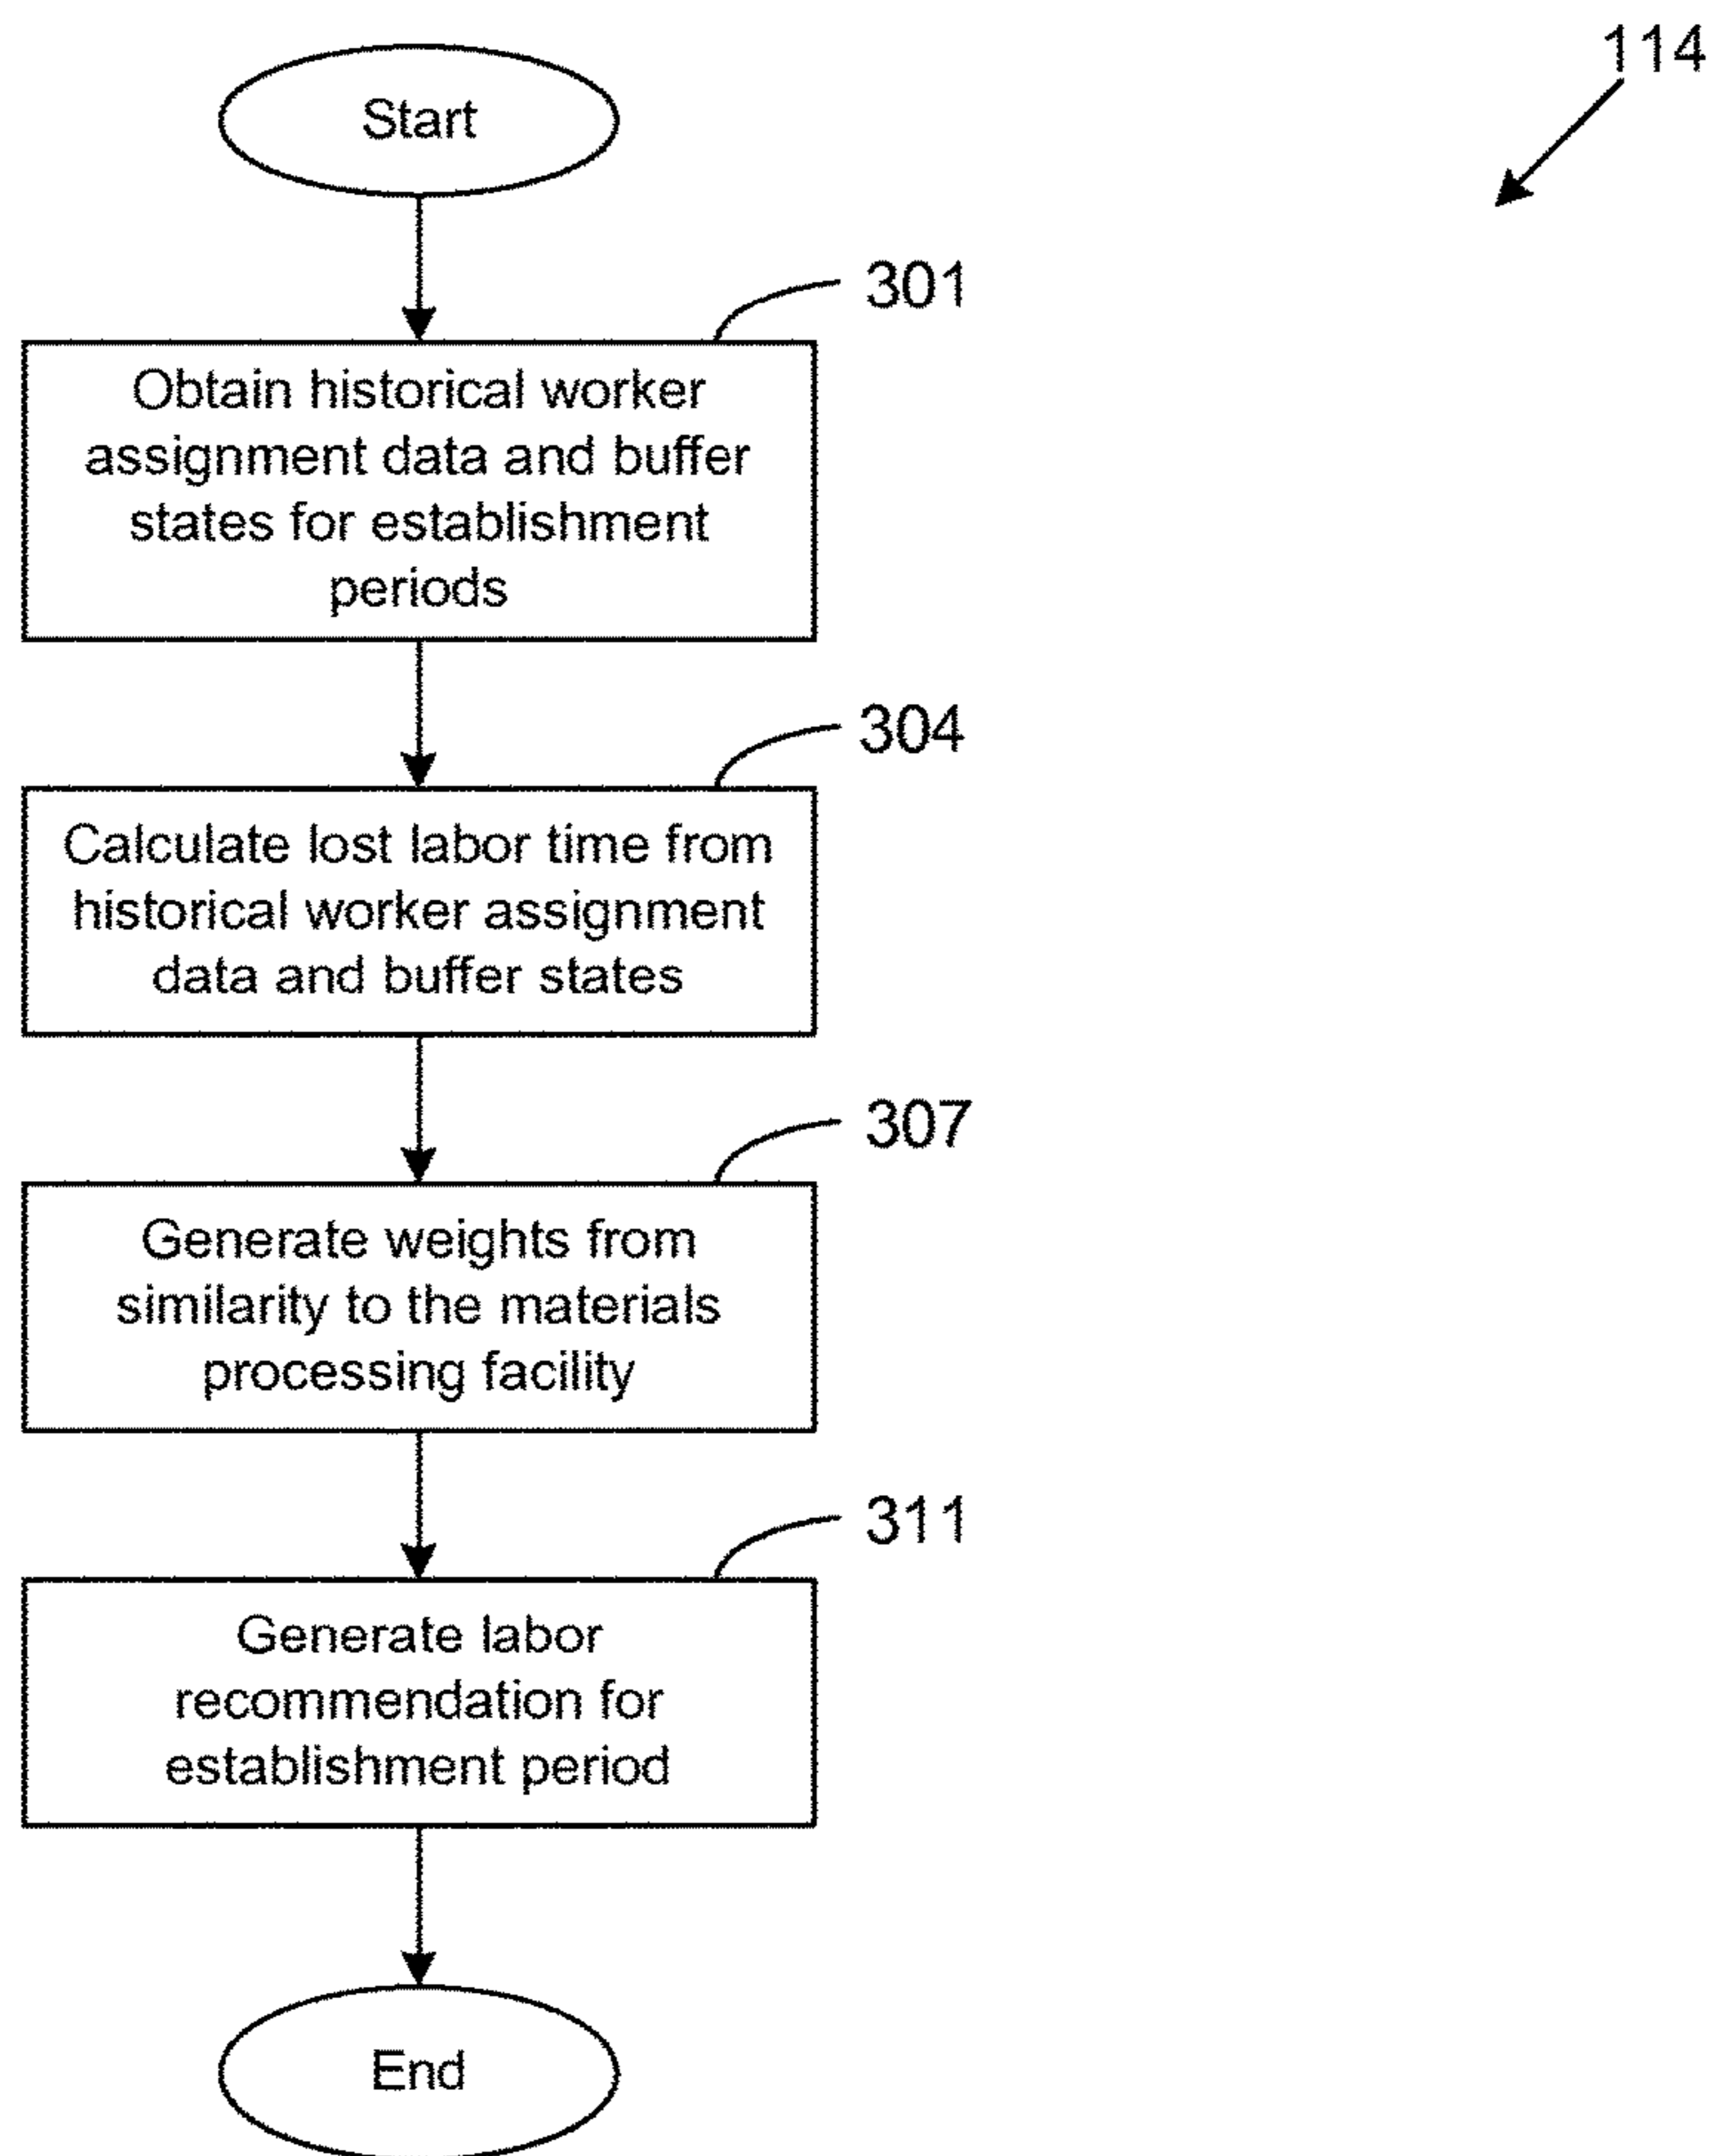 114
Start
301
Obtain historical worker
assignment data and buffer
states for establishment
periods
304
Calculate lost labor time from
historical worker assignment
data and buffer states
307
Generate weights from
similarity to the materials
processing facility
311
Generate labor
recommendation for
establishment period
End